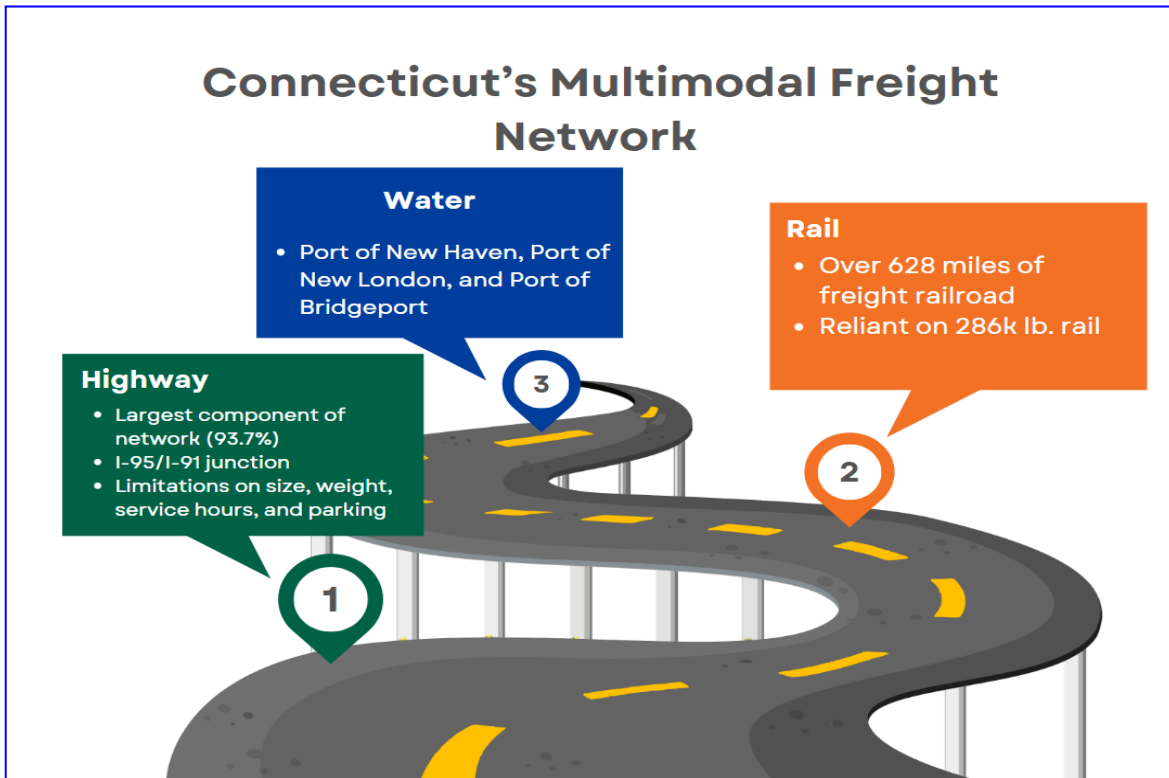 Connecticut's Multimodal Freight
Network
Water
• Port of New Haven, Port of
New London, and Port of
Bridgeport
Rail
• Over 628 miles of
freight railroad
• Reliant on 286k lb. rail
Highway
• Largest component of
network (93.7%)
• I-95/I-91 junction
• Limitations on size, weight,
service hours, and parking
3
2
1